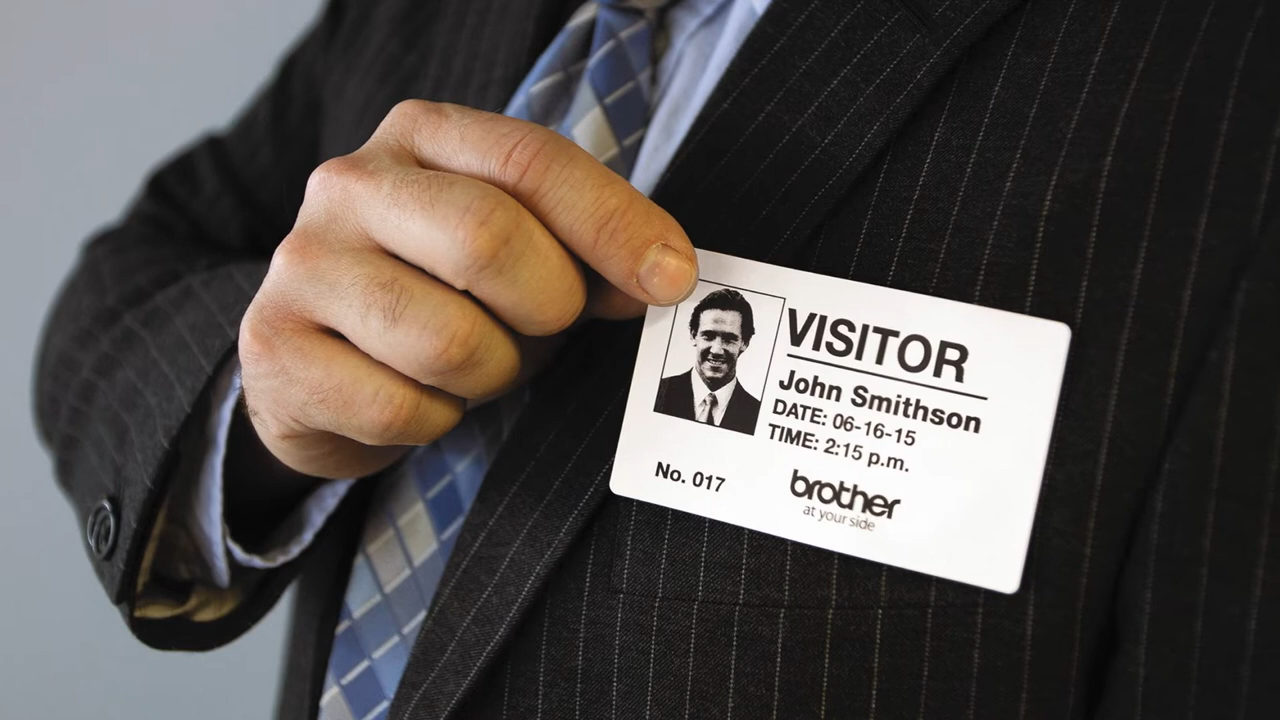 VISITOR
John Smithson
DATE: 06-16-15
TIME: 2:15 p.m.
No. 017
brother
at your side